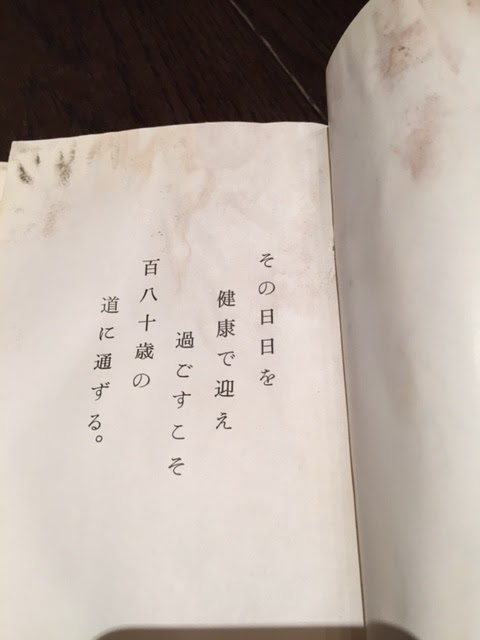 その日日を
健康で迎え
過ごすこそ
百八十歳の
道に通ずる。